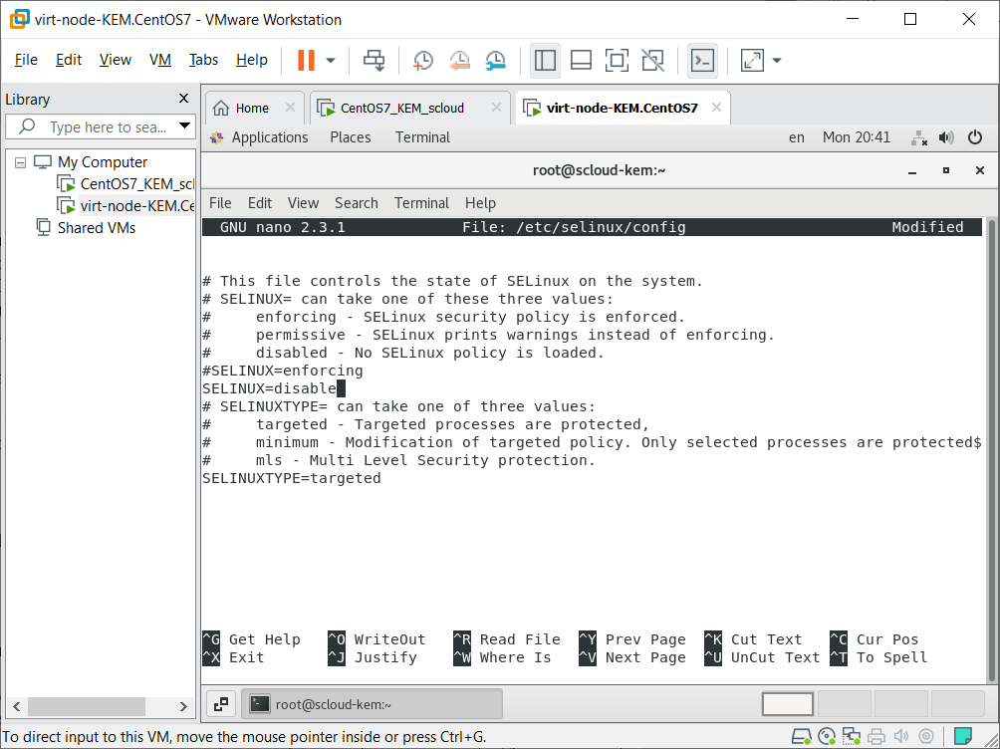 virt-node-KEM.CentOS7 - VMware Workstation
File Edit View VM Tabs Help
Library
Type here to sea...
My Computer
CentOS7_KEM_scl
virt-node-KEM.Ce
Shared VMs
Home CentOS7_KEM_scloud virt-node-KEM.CentOS7
Applications Places Terminal en Mon 20:41
root@scloud-kem:~
File Edit View Search Terminal Help
GNU nano 2.3.1 File: /etc/selinux/config Modified
# This file controls the state of SELinux on the system.
# SELINUX= can take one of these three values:
#     enforcing - SELinux security policy is enforced.
#     permissive - SELinux prints warnings instead of enforcing.
#     disabled - No SELinux policy is loaded.
#SELINUX=enforcing
SELINUX=disable
# SELINUXTYPE= can take one of three values:
#     targeted - Targeted processes are protected,
#     minimum - Modification of targeted policy. Only selected processes are protected$
#     mls - Multi Level Security protection.
SELINUXTYPE=targeted
^G Get Help ^O WriteOut ^R Read File ^Y Prev Page ^K Cut Text ^C Cur Pos
^X Exit ^J Justify ^W Where Is ^V Next Page ^U UnCut Text ^T To Spell
root@scloud-kem:~
To direct input to this VM, move the mouse pointer inside or press Ctrl+G.